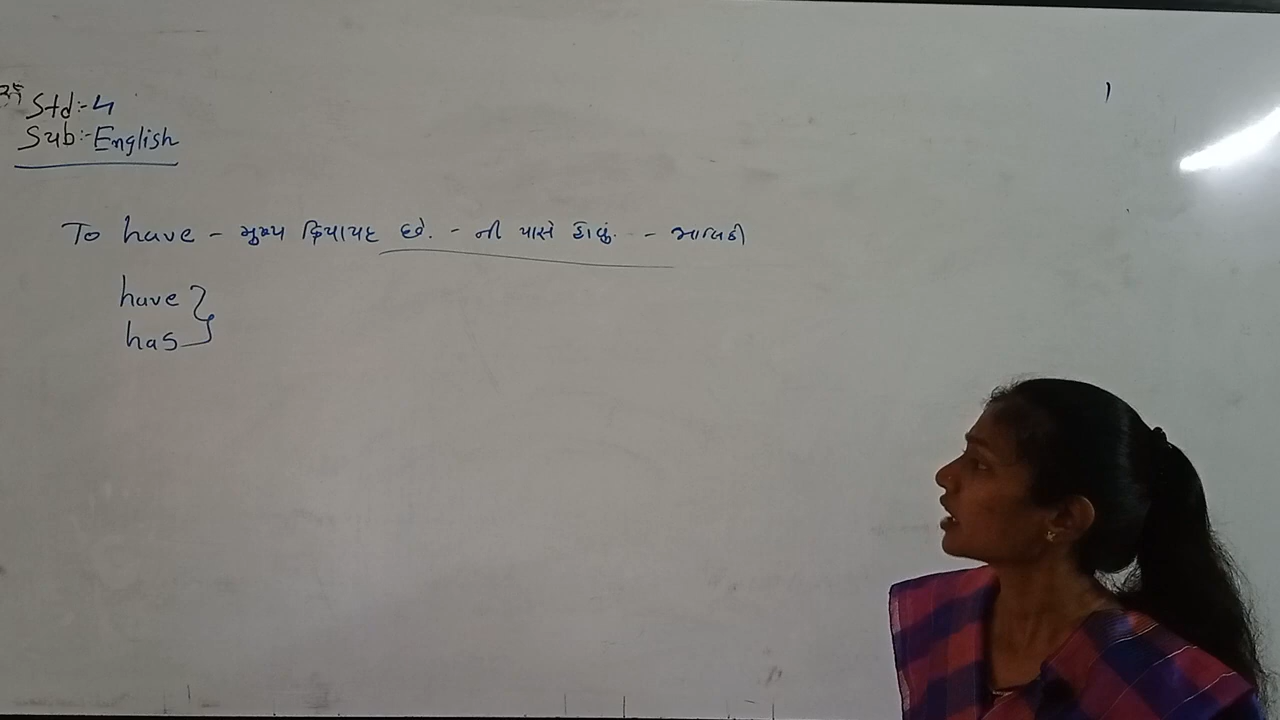 Std:- 4
Sub:- English
To have - મુખ્ય ક્રિયાપદ છે. - ની પાસે હોવું. - માલિકી
have }
has